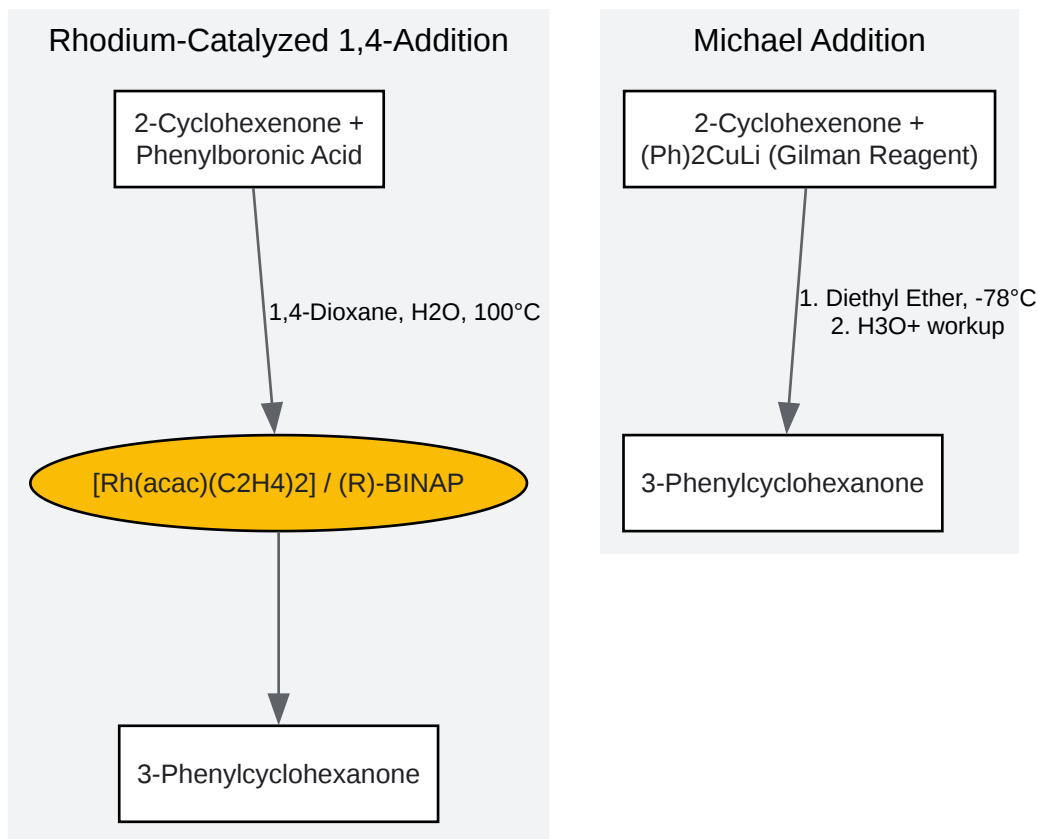 Rhodium-Catalyzed 1,4-Addition
2-Cyclohexenone +
Phenylboronic Acid
1,4-Dioxane, H2O, 100°C
[Rh(acac)(C2H4)2] / (R)-BINAP
3-Phenylcyclohexanone
Michael Addition
2-Cyclohexenone +
(Ph)2CuLi (Gilman Reagent)
1. Diethyl Ether, -78°C
2. H3O+ workup
3-Phenylcyclohexanone